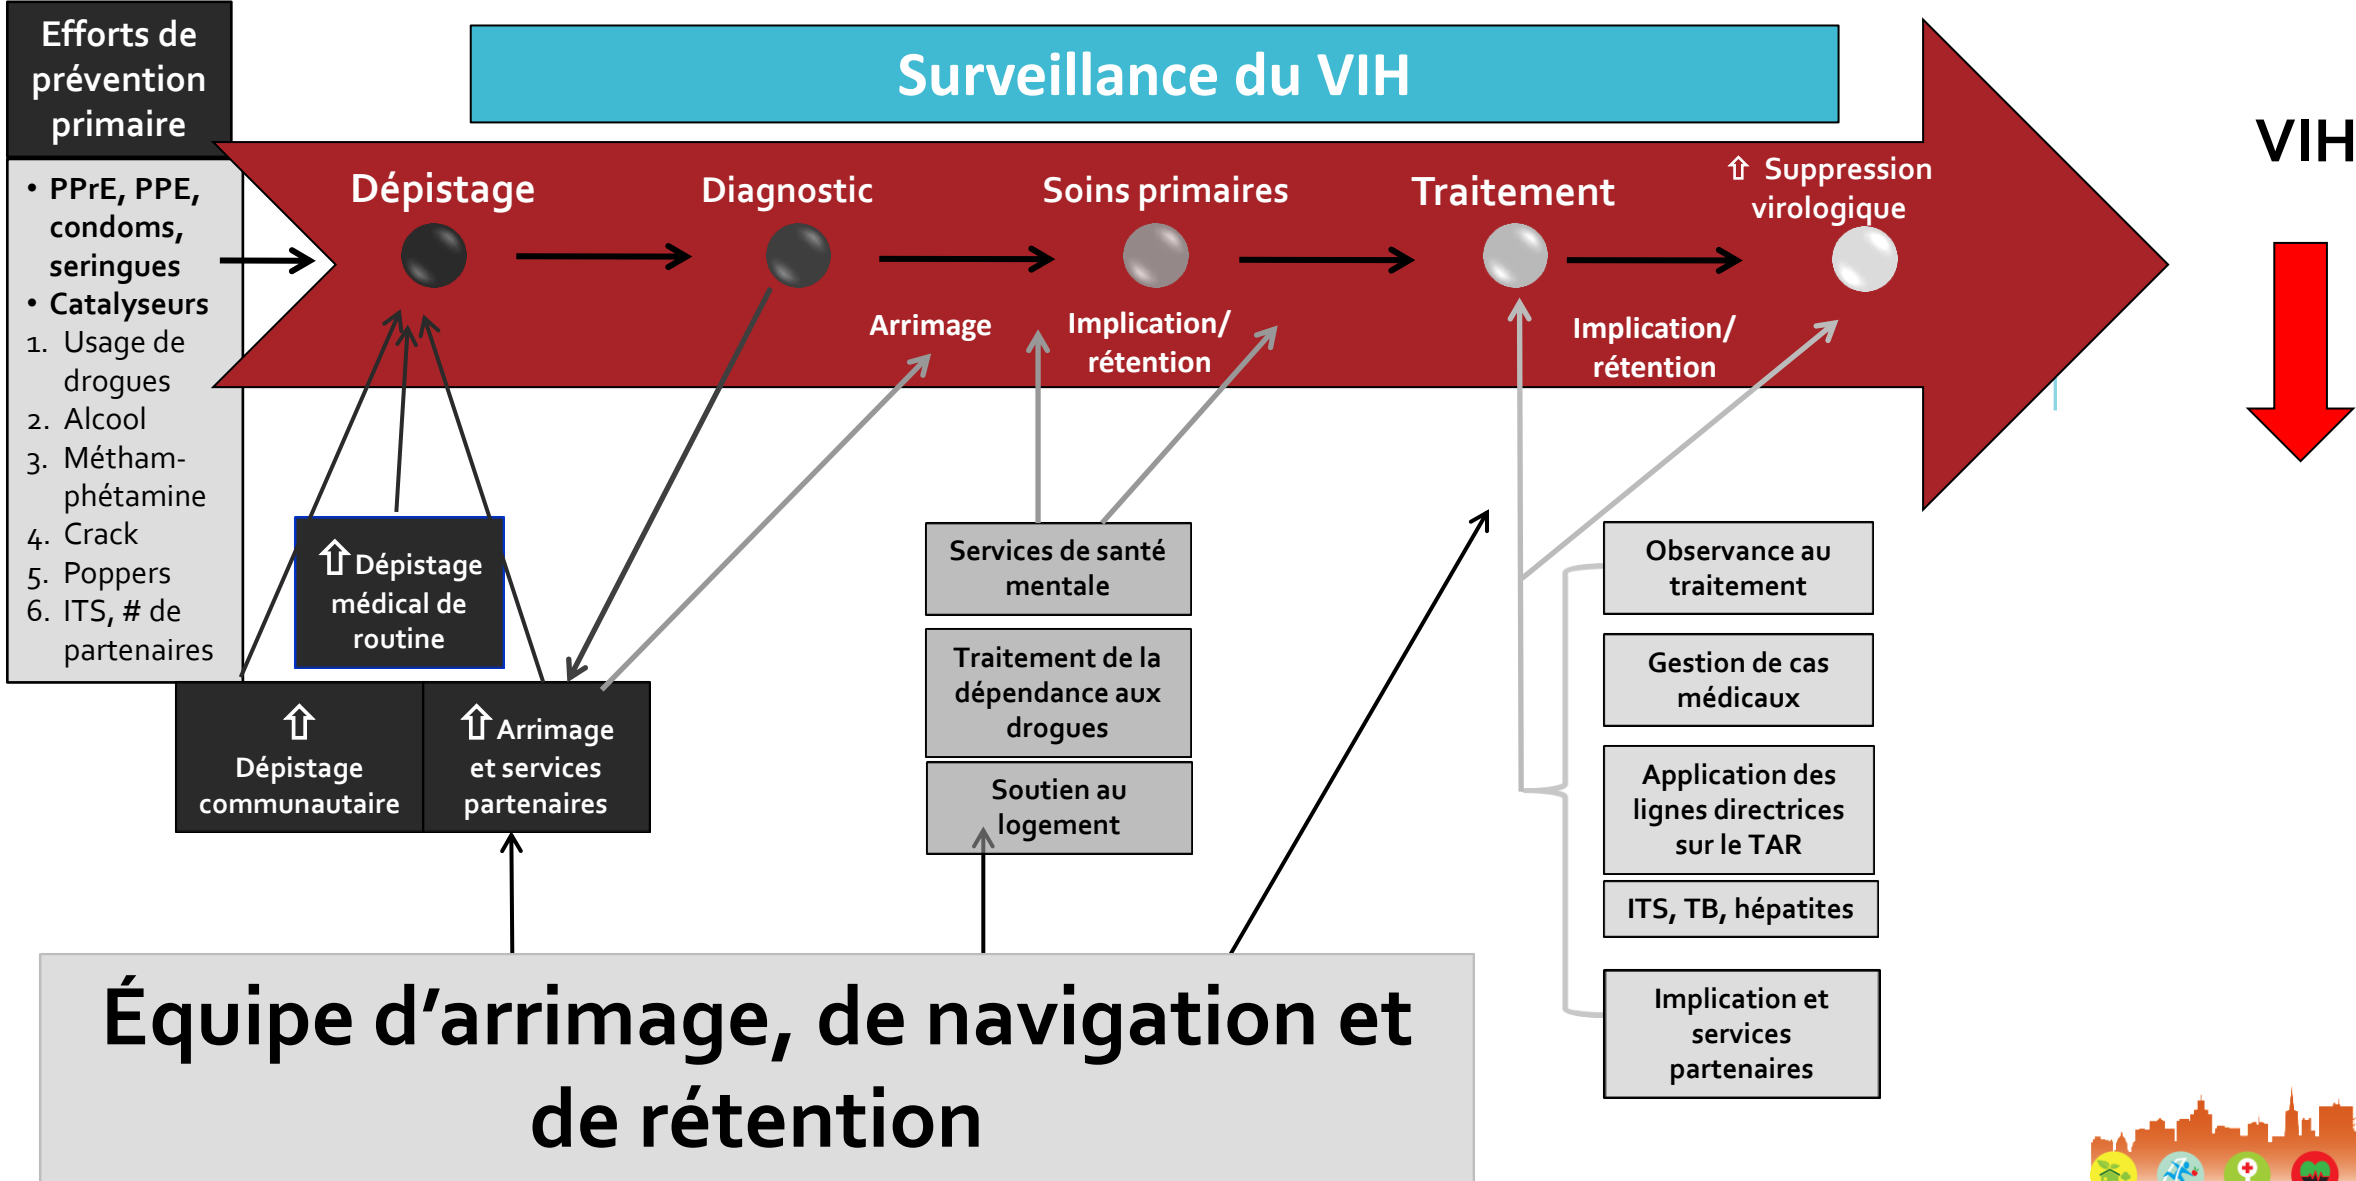 Efforts de
prévention
primaire
Surveillance du VIH
VIH
• PPrE, PPE,
condoms,
seringues
• Catalyseurs
1. Usage de
drogues
2. Alcool
3. Métham-
phétamine
4. Crack
5. Poppers
6. ITS, # de
partenaires
Dépistage
Diagnostic
Soins primaires
Traitement
⇧ Suppression
virologique
Arrimage
Implication/
rétention
Implication/
rétention
⇧ Dépistage
médical de
routine
⇧
Dépistage
communautaire
⇧ Arrimage
et services
partenaires
Services de santé
mentale
Traitement de la
dépendance aux
drogues
Soutien au
logement
Observance au
traitement
Gestion de cas
médicaux
Application des
lignes directrices
sur le TAR
ITS, TB, hépatites
Implication et
services
partenaires
Équipe d’arrimage, de navigation et
de rétention